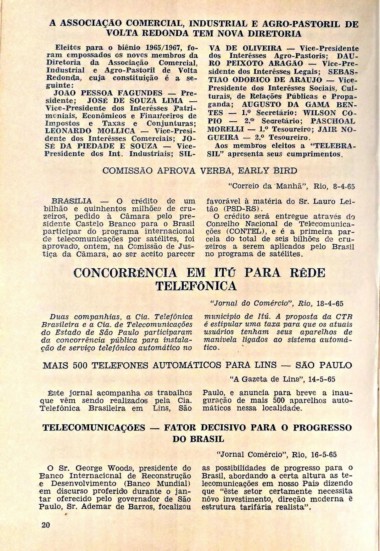 A ASSOCIAÇÃO COMERCIAL, INDUSTRIAL E AGRO-PASTORIL DE
VOLTA REDONDA TEM NOVA DIRETORIA
Eleitos para o biênio 1965/1967, fo-
ram empossados os novos membros da
Diretoria da Associação Comercial,
Industrial e Agro-Pastoril de Volta
Redonda, cuja constituição é a se-
guinte:
JOÃO PESSOA FAGUNDES — Pre-
sidente; JOSÉ DE SOUZA LIMA —
Vice-Presidente dos Interêsses Patri-
moniais, Econômicos e Financeiros de
Impostos e Taxas e Conjunturas;
LEONARDO MOLLICA — Vice-Presi-
dente dos Interêsses Comerciais; JO-
SÉ DA PIEDADE E SOUZA — Vice-
Presidente dos Int. Industriais; SIL-
VA DE OLIVEIRA — Vice-Presidente
dos Interêsses Agro-Pastoris; DAU-
RO PEIXOTO ARAGÃO — Vice-Pre-
sidente dos Interêsses Legais; SEBAS-
TIÃO ODORICO DE ARAUJO — Vice-
Presidente dos Interêsses Sociais, Cul-
turais, de Relações Públicas e Propa-
ganda; AUGUSTO DA GAMA BEN-
TES — 1.º Secretário; WILSON CO-
PIO — 2.º Secretário; PASCHOAL
MORELLI — 1.º Tesoureiro; JAIR NO-
GUEIRA — 2.º Tesoureiro.
Aos membros eleitos a "TELEBRA-
SIL" apresenta seus cumprimentos.
COMISSÃO APROVA VERBA, EARLY BIRD
"Correio da Manhã", Rio, 8-4-65
BRASILIA — O crédito de um
bilhão e quinhentos milhões de cru-
zeiros, pedido à Câmara pelo pre-
sidente Castelo Branco para o Brasil
participar do programa internacional
de telecomunicações por satélites, foi
aprovado, ontem, na Comissão de Jus-
tiça da Câmara, ao ser aceito parecer
favorável à matéria do Sr. Lauro Lei-
tão (PSD-RS).
O crédito será entregue através do
Conselho Nacional de Telecomunica-
ções (CONTEL), e é a primeira par-
cela do total de seis bilhões de cru-
zeiros a serem aplicados pelo Brasil
no programa de satélites.
CONCORRÊNCIA EM ITÚ PARA RÊDE
TELEFÔNICA
"Jornal do Comércio", Rio, 18-4-65
Duas companhias, a Cia. Telefônica
Brasileira e a Cia. de Telecomunicações
do Estado de São Paulo participaram
da concorrência pública para instala-
ção de serviço telefônico automático no
município de Itú. A proposta da CTB
é estipular uma taxa para que os atuais
usuários tenham seus aparelhos de
manivela ligados ao sistema automá-
tico.
MAIS 500 TELEFONES AUTOMÁTICOS PARA LINS — SÃO PAULO
"A Gazeta de Lins", 14-5-65
Êste jornal acompanha os trabalhos
que vêm sendo realizados pela Cia.
Telefônica Brasileira em Lins, São
Paulo, e anuncia para breve a inau-
guração de mais 500 aparelhos auto-
máticos nessa localidade.
TELECOMUNICAÇÕES — FATOR DECISIVO PARA O PROGRESSO
DO BRASIL
"Jornal Comércio", Rio, 16-5-65
O Sr. George Woods, presidente do
Banco Internacional de Reconstrução
e Desenvolvimento (Banco Mundial)
em discurso proferido durante o jan-
tar oferecido pelo governador de São
Paulo, Sr. Ademar de Barros, focalizou
as possibilidades de progresso para o
Brasil, abordando a certa altura as te-
lecomunicações em nosso País dizendo
que "êste setor certamente necessita
nôvo investimento, direção moderna é
estrutura tarifária realista".
20